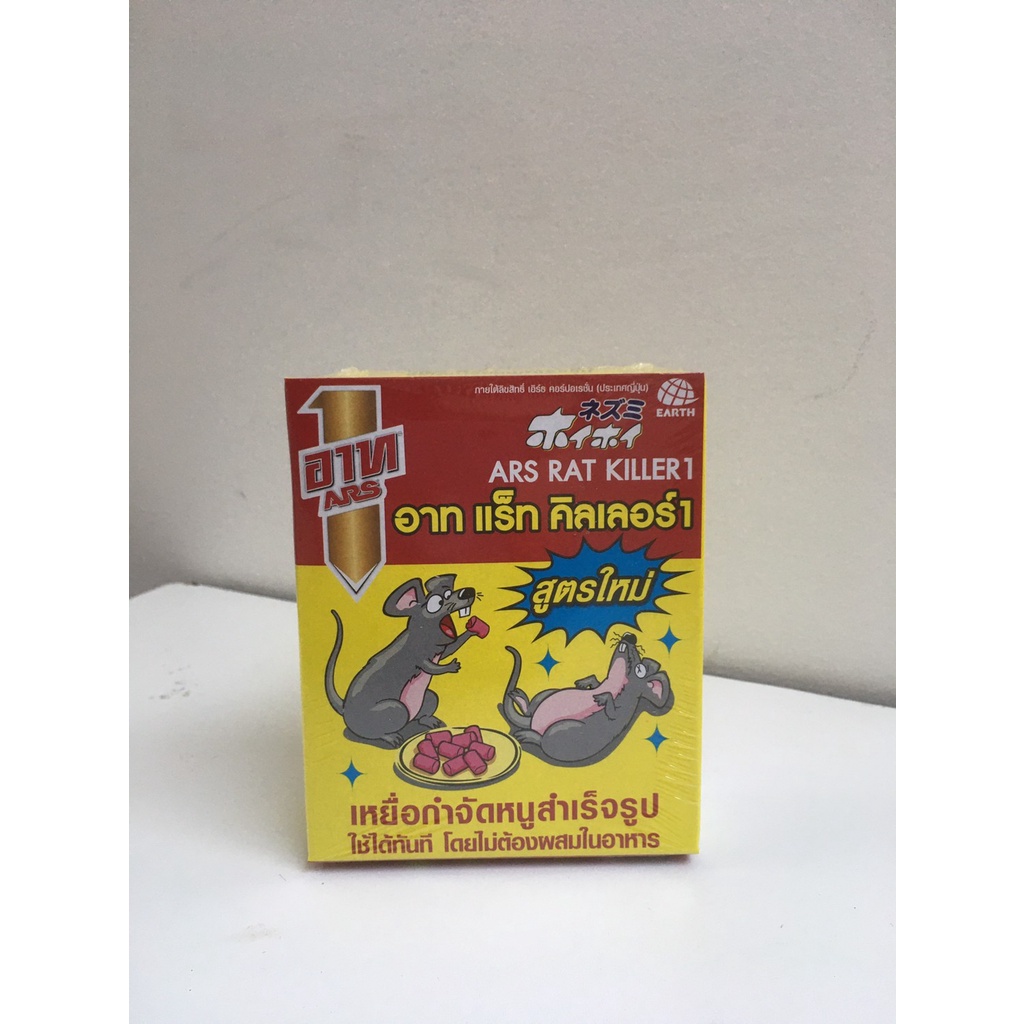 ภายใต้ลิขสิทธิ์ เอิร์ธ คอร์ปอเรชั่น (ประเทศญี่ปุ่น)
EARTH
1
อาท
ARS
ネズミ
ホイホイ
ARS RAT KILLER1
อาท แร็ท คิลเลอร์1
สูตรใหม่
เหยื่อกำจัดหนูสำเร็จรูป
ใช้ได้ทันที โดยไม่ต้องผสมในอาหาร